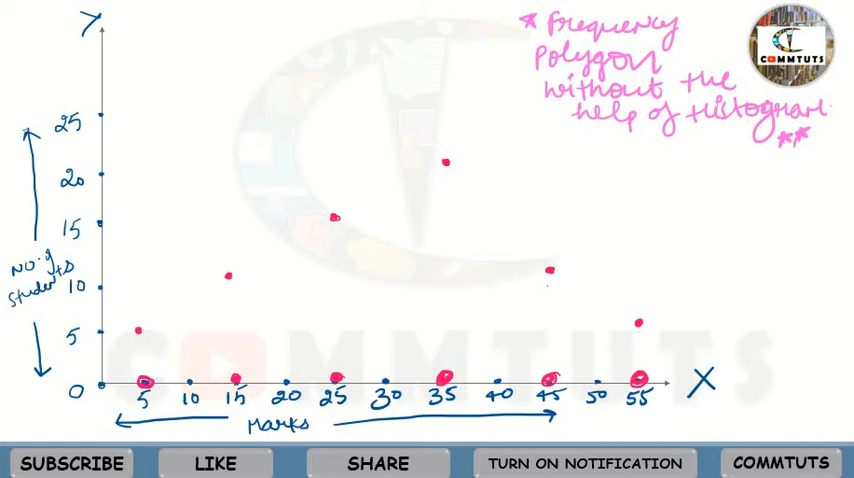 Y
* Frequency
Polygon
without the
help of Histogram
**
COMMTUTS
25
20
15
10
5
0
No. of
Students
5 10 15 20 25 30 35 40 45 50 55
X
Marks
COMMTUTS
SUBSCRIBE LIKE SHARE TURN ON NOTIFICATION COMMTUTS